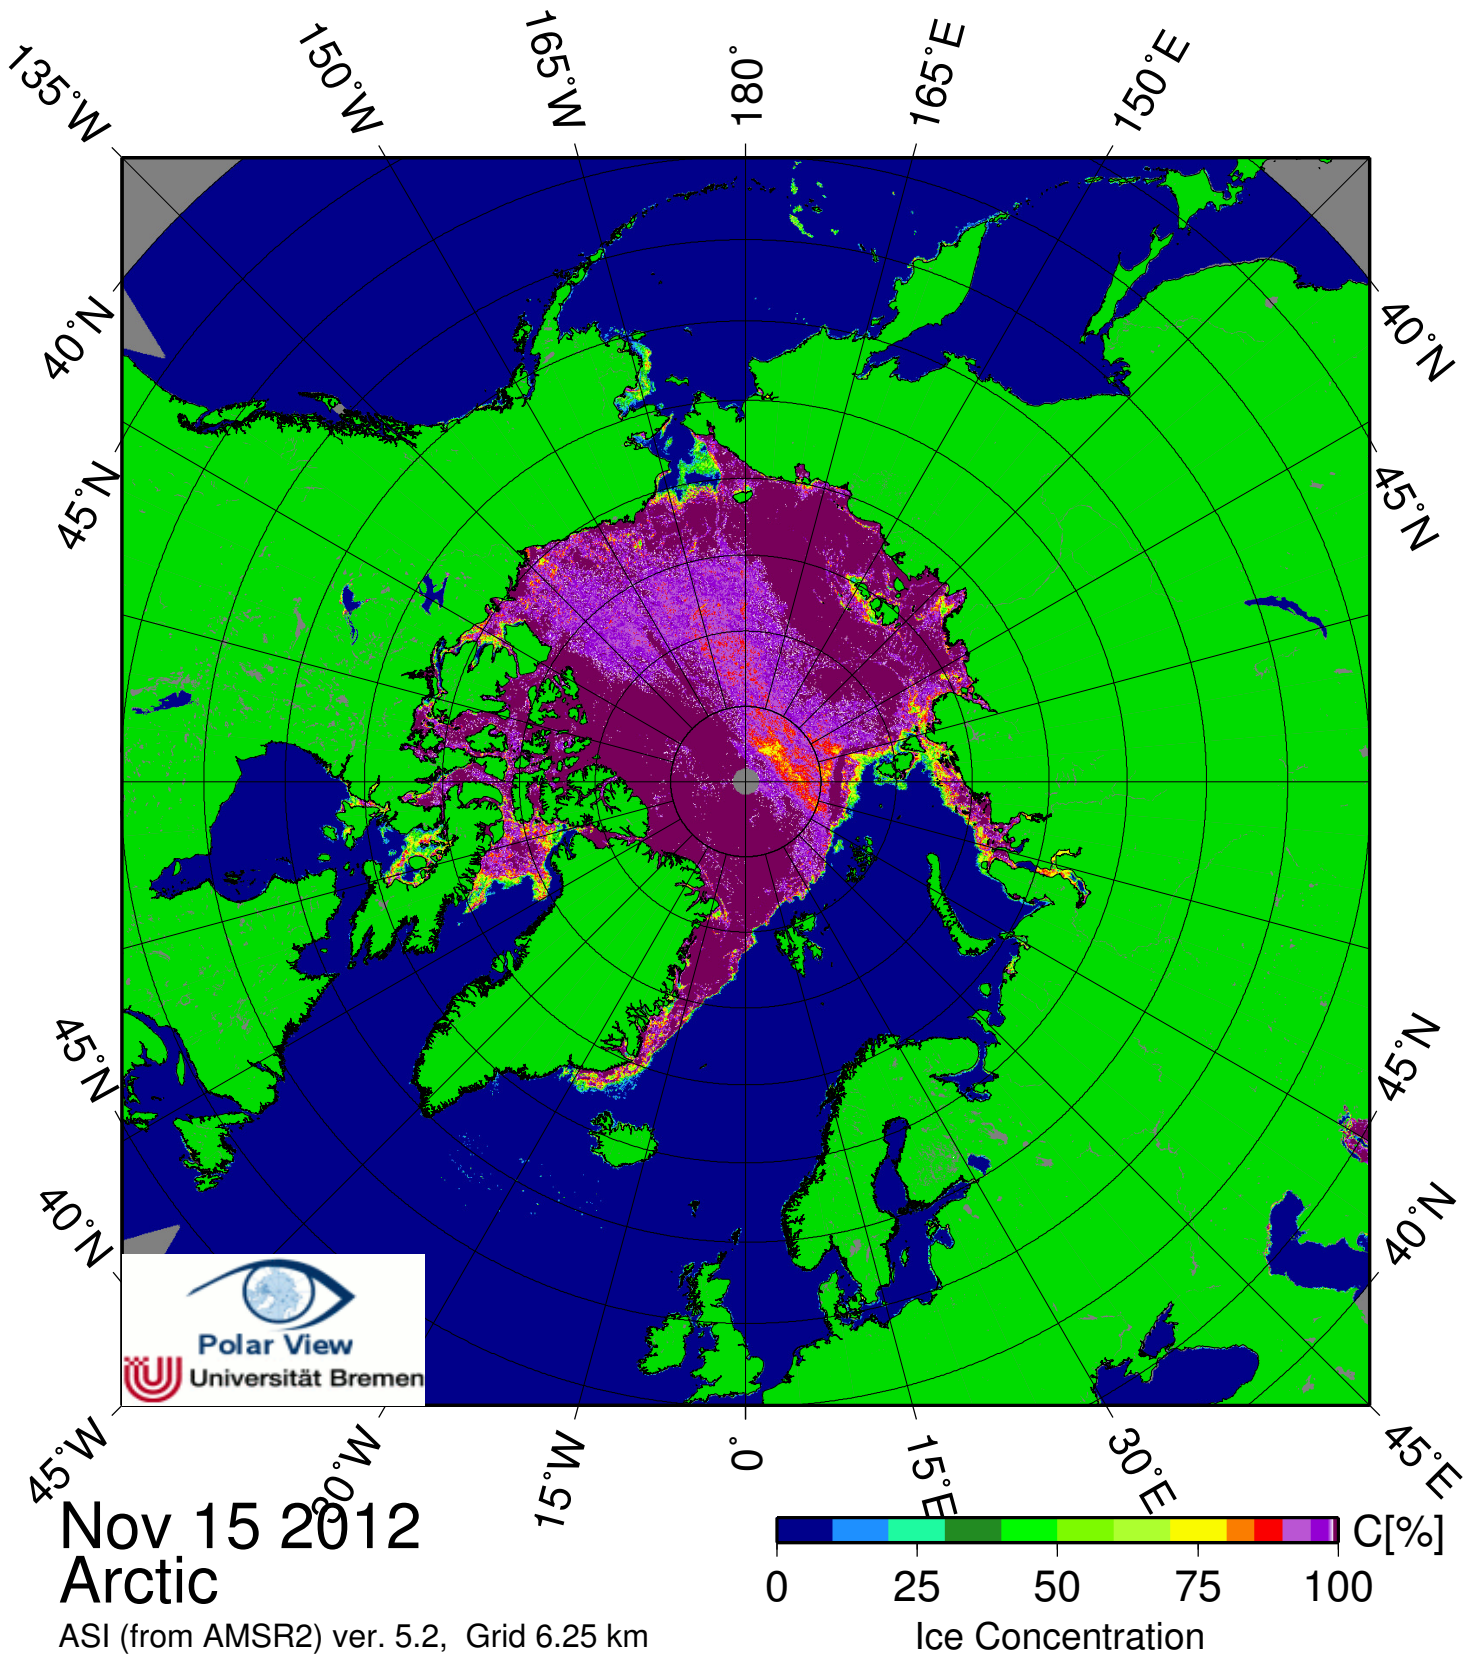 135°W
150°W
165°W
180°
165°E
150°E
40°N
45°N
40°N
45°N
45°N
40°N
45°N
40°N
Polar View
Universität Bremen
45°W
30°W
15°W
0°
15°E
30°E
45°E
Nov 15 2012
Arctic
ASI (from AMSR2) ver. 5.2, Grid 6.25 km
C[%]
0 25 50 75 100
Ice Concentration